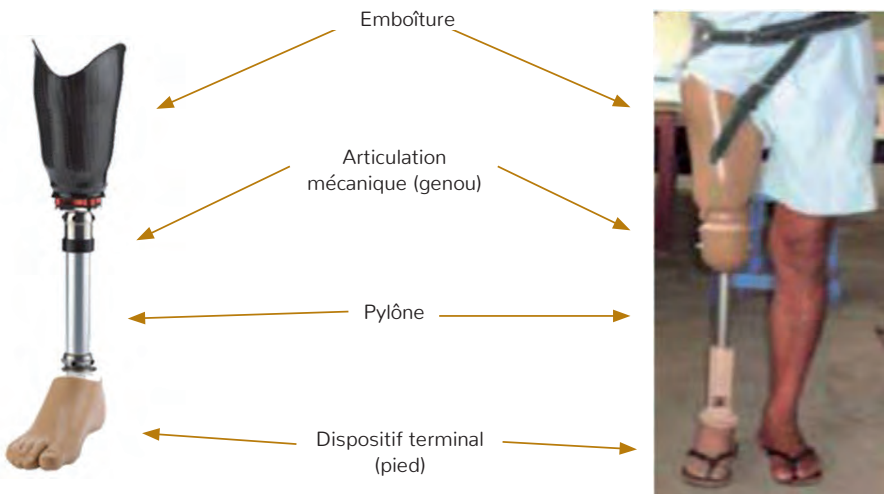 Emboîture
Articulation
mécanique (genou)
Pylône
Dispositif terminal
(pied)